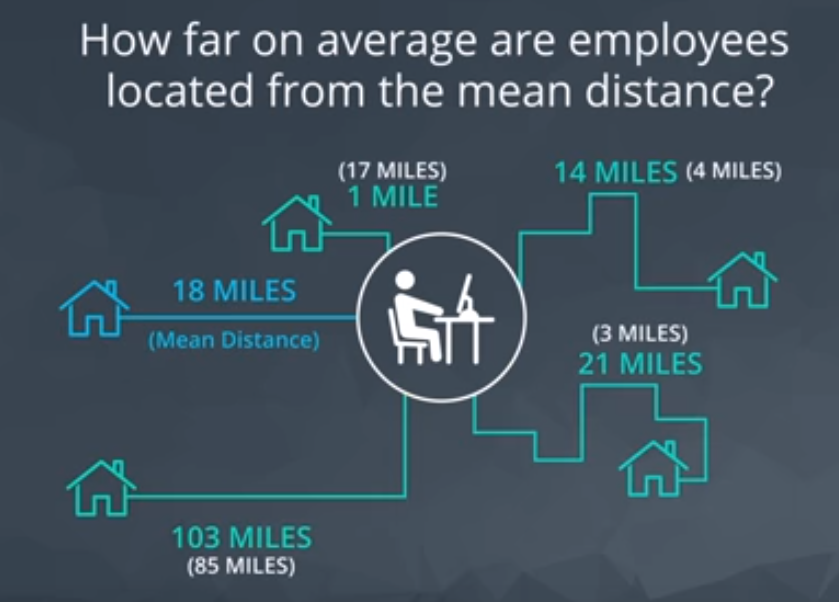 How far on average are employees
located from the mean distance?
(17 MILES)
1 MILE
14 MILES (4 MILES)
18 MILES
(Mean Distance)
(3 MILES)
21 MILES
103 MILES
(85 MILES)